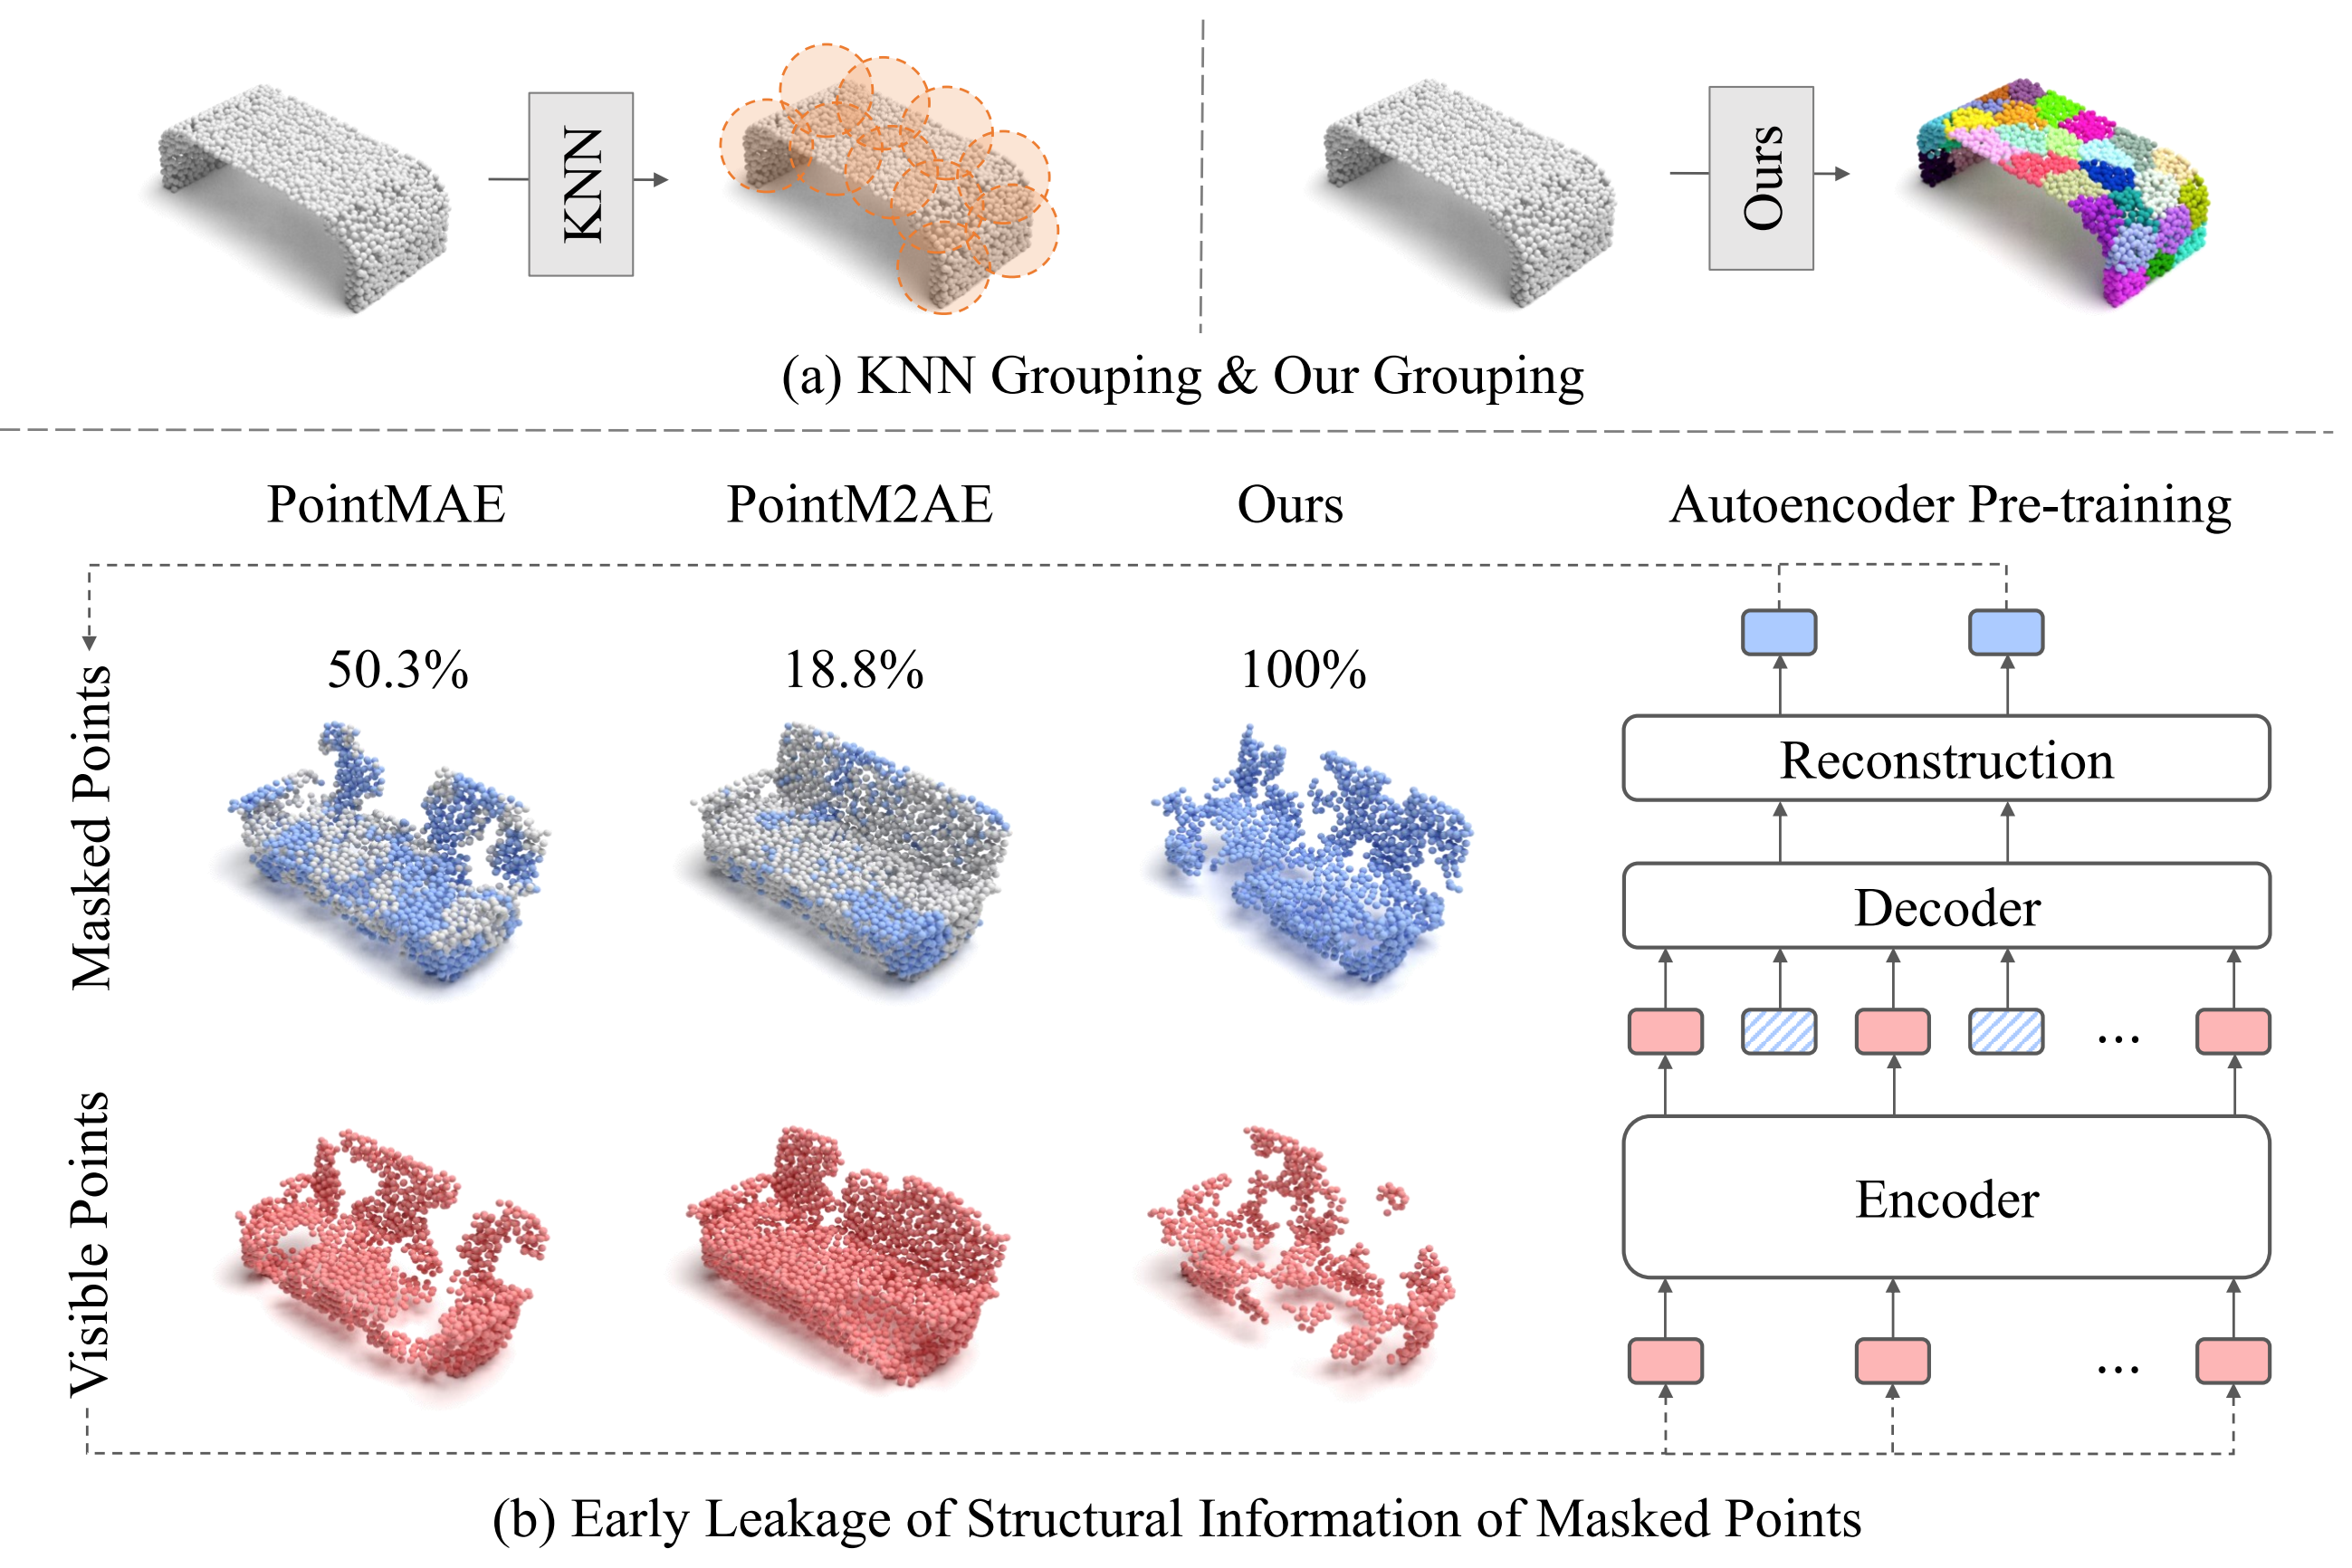 KNN
Ours
(a) KNN Grouping & Our Grouping
PointMAE
PointM2AE
Ours
Autoencoder Pre-training
Masked Points
50.3%
18.8%
100%
Reconstruction
Decoder
...
Visible Points
Encoder
...
(b) Early Leakage of Structural Information of Masked Points